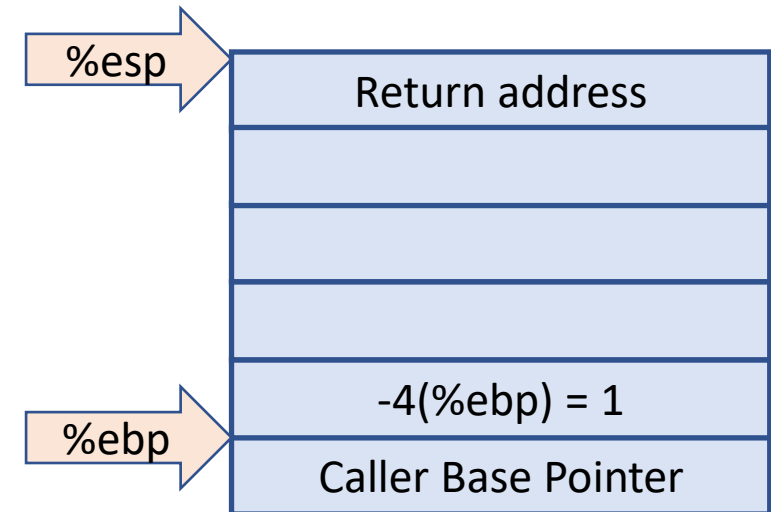 %esp
Return address
-4(%ebp) = 1
%ebp
Caller Base Pointer